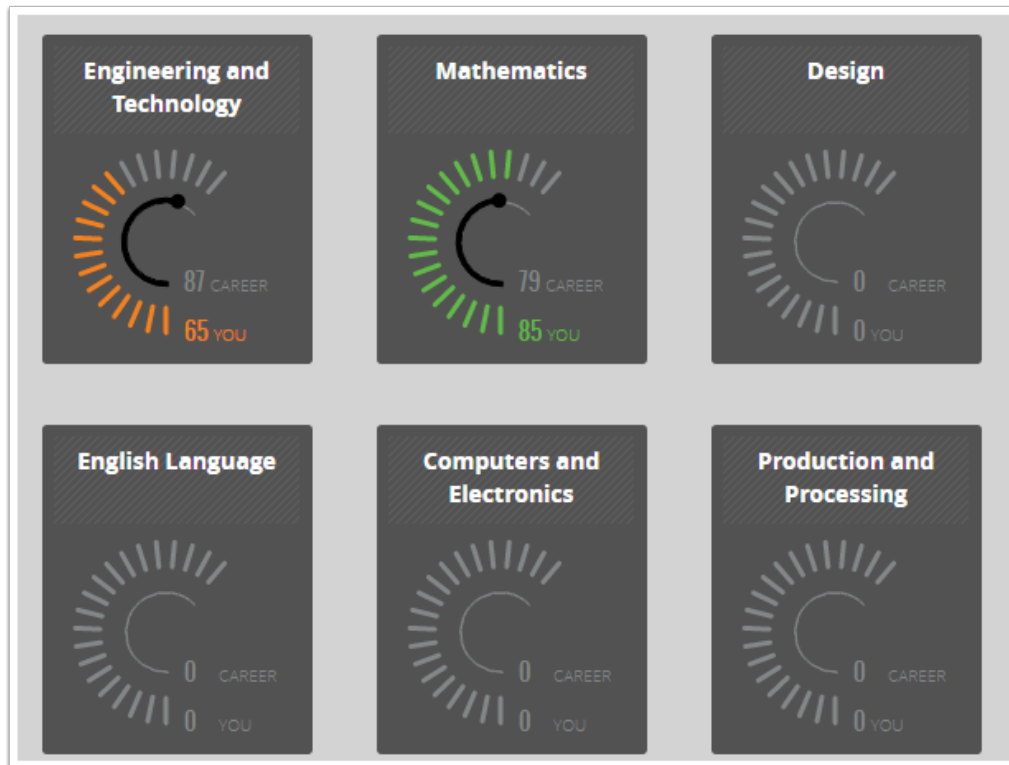 Engineering and
Technology
87 CAREER
65 YOU
Mathematics
79 CAREER
85 YOU
Design
0 CAREER
0 YOU
English Language
0 CAREER
0 YOU
Computers and
Electronics
0 CAREER
0 YOU
Production and
Processing
0 CAREER
0 YOU